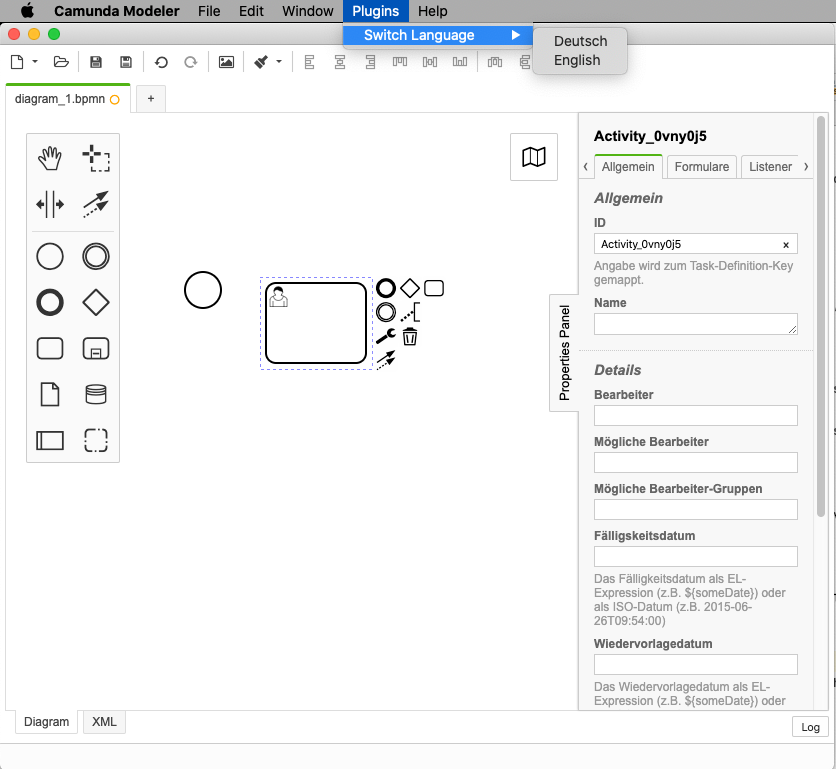 Camunda Modeler File Edit Window Plugins Help
Switch Language
Deutsch
English
diagram_1.bpmn
+
Activity_0vny0j5
Allgemein Formulare Listener
Allgemein
ID
Activity_0vny0j5 x
Angabe wird zum Task-Definition-Key
gemappt.
Name
Properties Panel
Details
Bearbeiter
Mögliche Bearbeiter
Mögliche Bearbeiter-Gruppen
Fälligskeitsdatum
Das Fälligkeitsdatum als EL-
Expression (z.B. ${someDate}) oder
als ISO-Datum (z.B. 2015-06-
26T09:54:00)
Wiedervorlagedatum
Das Wiedervorlagedatum als EL-
Expression (z.B. ${someDate}) oder
Diagram XML
Log